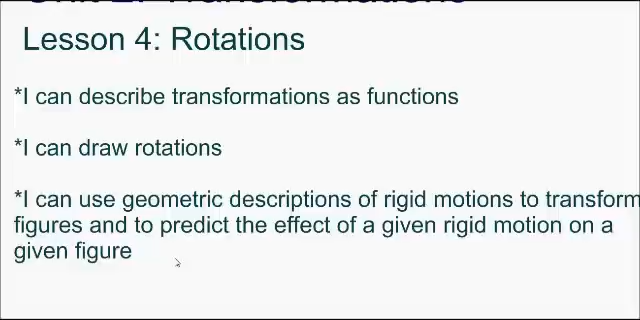 Lesson 4: Rotations
*I can describe transformations as functions
*I can draw rotations
*I can use geometric descriptions of rigid motions to transform
figures and to predict the effect of a given rigid motion on a
given figure